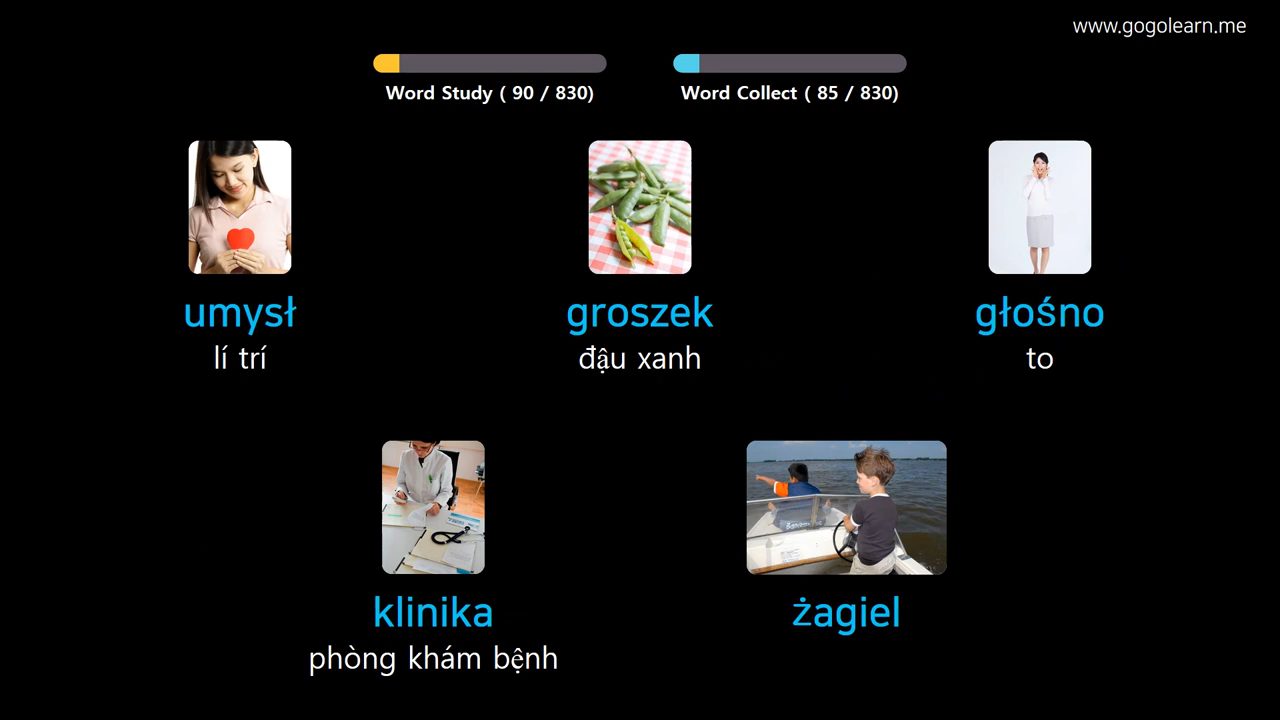 www.gogolearn.me
Word Study ( 90 / 830)
Word Collect ( 85 / 830)
umysł
lí trí
groszek
đậu xanh
głośno
to
klinika
phòng khám bệnh
żagiel